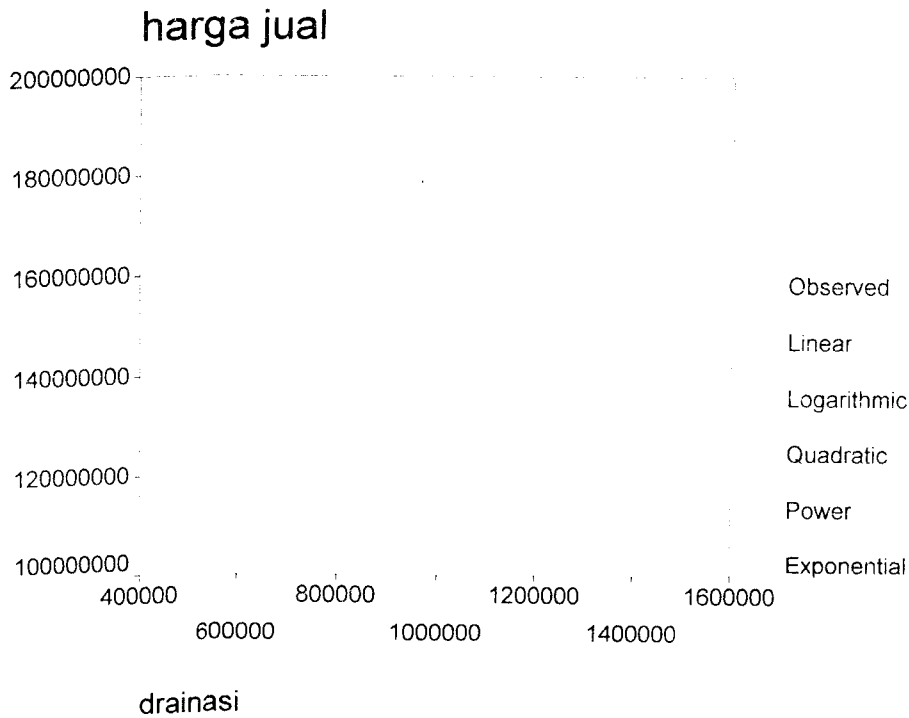 harga jual
200000000
180000000
160000000
140000000
120000000
100000000
400000
800000
1200000
1600000
600000
1000000
1400000
drainasi
Observed
Linear
Logarithmic
Quadratic
Power
Exponential